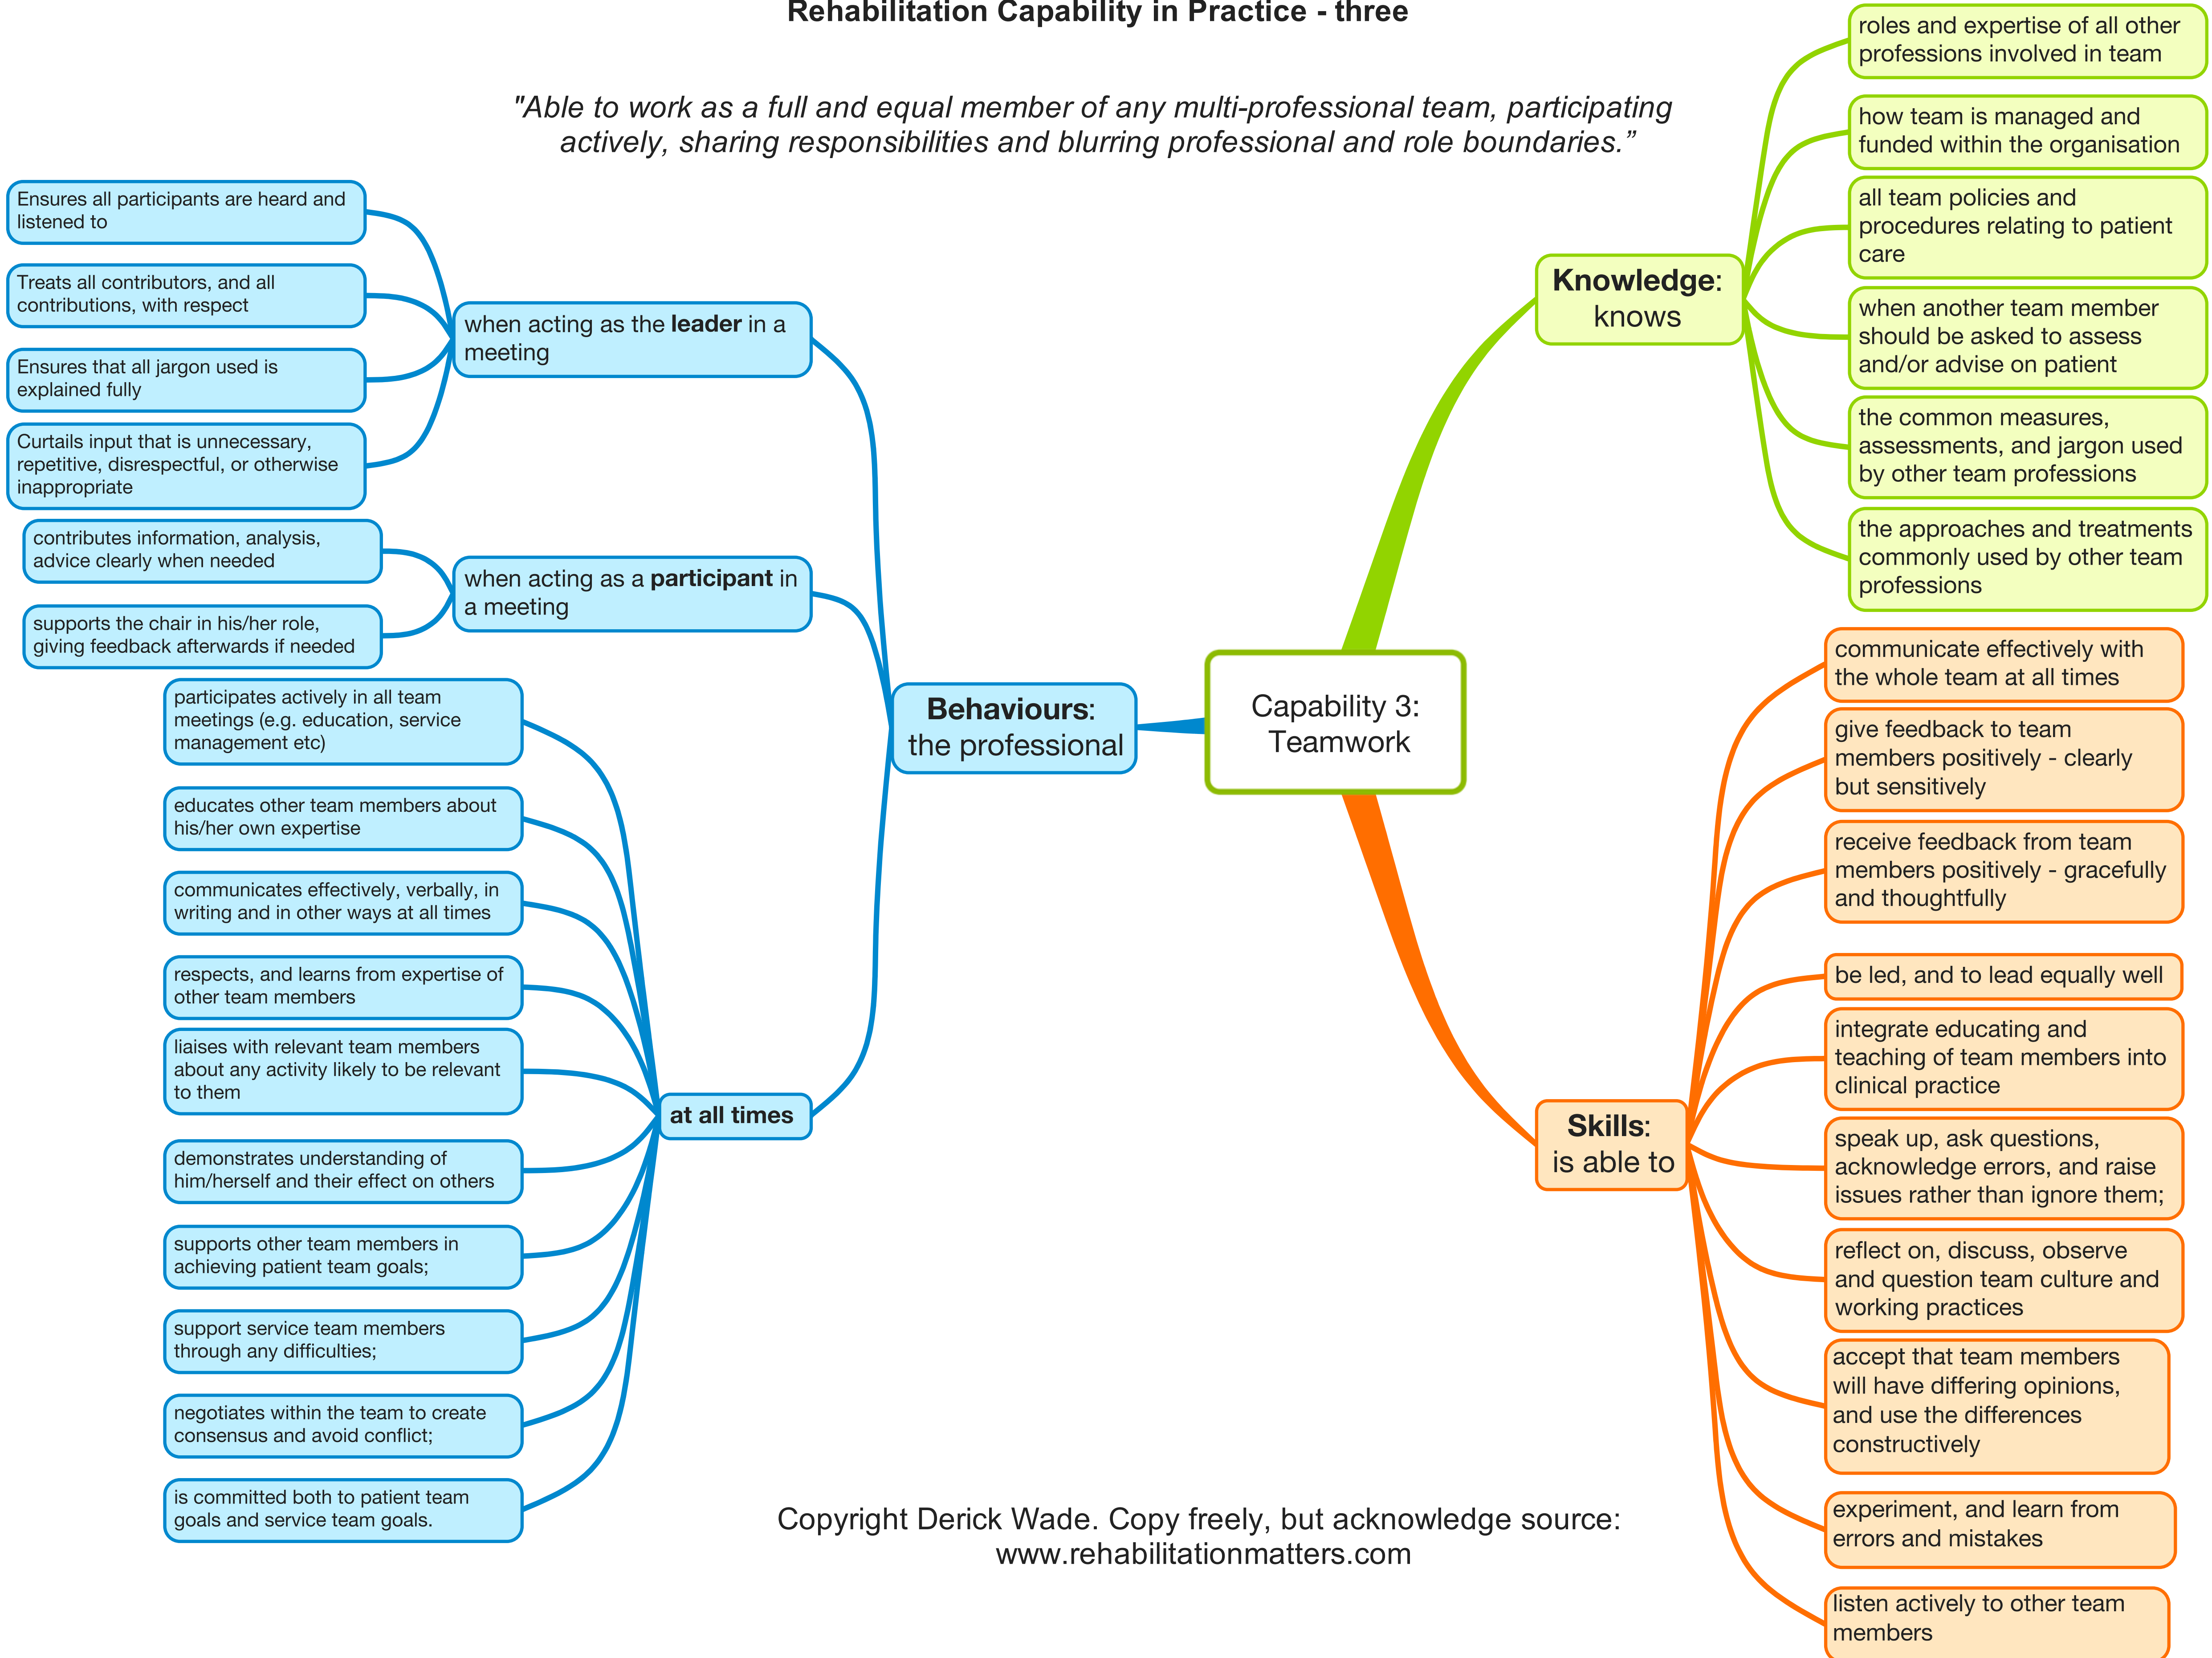 Rehabilitation Capability in Practice - three
"Able to work as a full and equal member of any multi-professional team, participating
actively, sharing responsibilities and blurring professional and role boundaries.”
Capability 3:
Teamwork
Knowledge:
knows
roles and expertise of all other
professions involved in team
how team is managed and
funded within the organisation
all team policies and
procedures relating to patient
care
when another team member
should be asked to assess
and/or advise on patient
the common measures,
assessments, and jargon used
by other team professions
the approaches and treatments
commonly used by other team
professions
Skills:
is able to
communicate effectively with
the whole team at all times
give feedback to team
members positively - clearly
but sensitively
receive feedback from team
members positively - gracefully
and thoughtfully
be led, and to lead equally well
integrate educating and
teaching of team members into
clinical practice
speak up, ask questions,
acknowledge errors, and raise
issues rather than ignore them;
reflect on, discuss, observe
and question team culture and
working practices
accept that team members
will have differing opinions,
and use the differences
constructively
experiment, and learn from
errors and mistakes
listen actively to other team
members
Behaviours:
the professional
when acting as the leader in a
meeting
Ensures all participants are heard and
listened to
Treats all contributors, and all
contributions, with respect
Ensures that all jargon used is
explained fully
Curtails input that is unnecessary,
repetitive, disrespectful, or otherwise
inappropriate
when acting as a participant in
a meeting
contributes information, analysis,
advice clearly when needed
supports the chair in his/her role,
giving feedback afterwards if needed
at all times
participates actively in all team
meetings (e.g. education, service
management etc)
educates other team members about
his/her own expertise
communicates effectively, verbally, in
writing and in other ways at all times
respects, and learns from expertise of
other team members
liaises with relevant team members
about any activity likely to be relevant
to them
demonstrates understanding of
him/herself and their effect on others
supports other team members in
achieving patient team goals;
support service team members
through any difficulties;
negotiates within the team to create
consensus and avoid conflict;
is committed both to patient team
goals and service team goals.
Copyright Derick Wade. Copy freely, but acknowledge source:
www.rehabilitationmatters.com